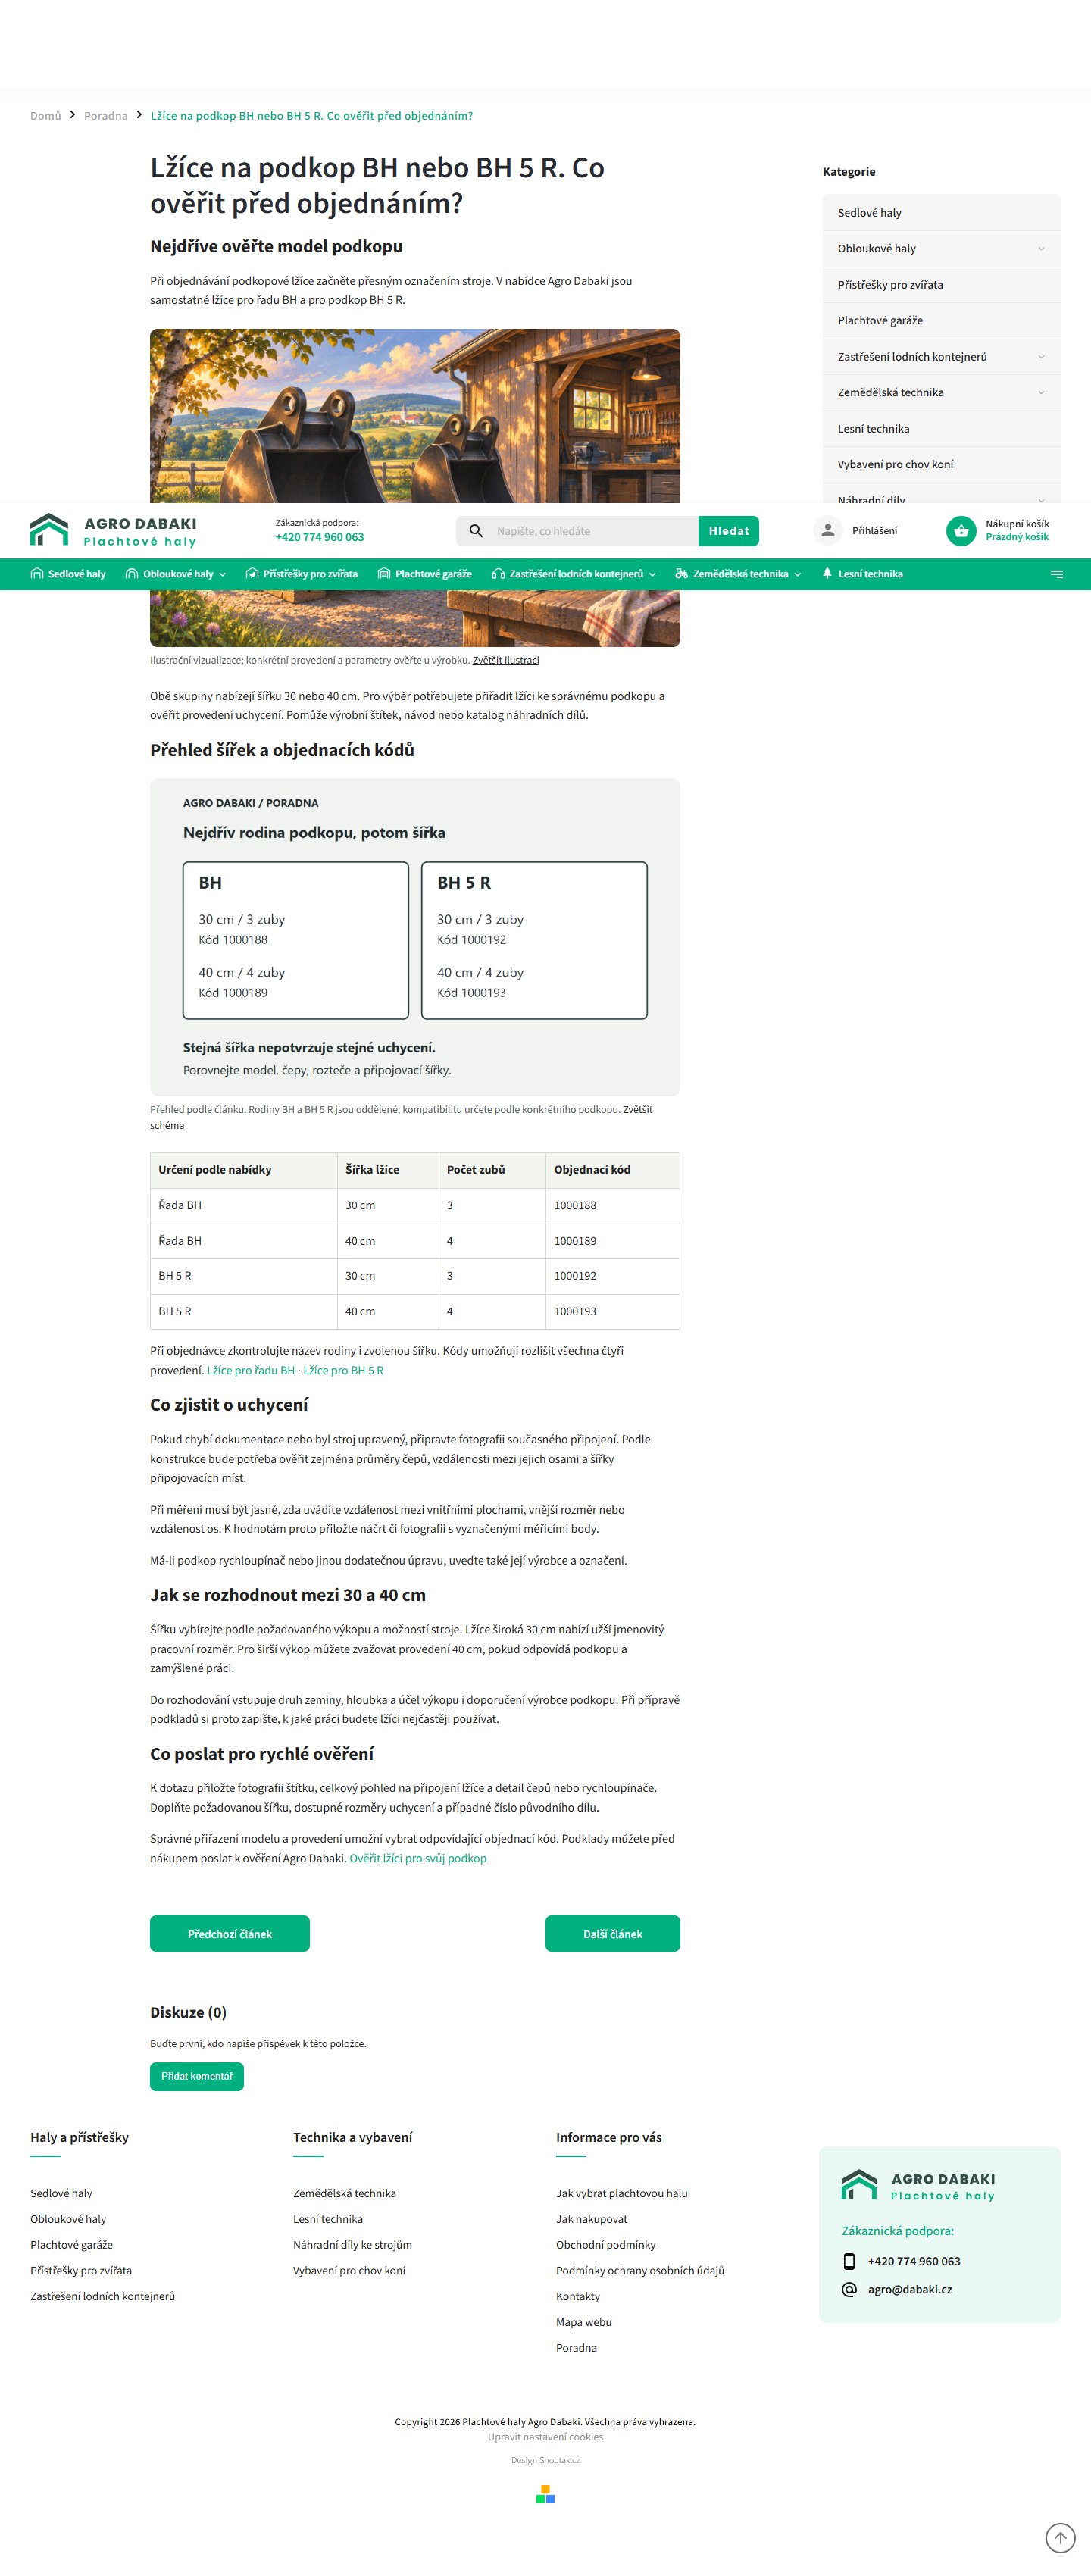 Domů
Poradna
Lžíce na podkop BH nebo BH 5 R. Co ověřit před objednáním?
Lžíce na podkop BH nebo BH 5 R. Co
ověřit před objednáním?
Nejdříve ověřte model podkopu
Při objednávání podkopové lžíce začněte přesným označením stroje. V nabídce Agro Dabaki jsou
samostatné lžíce pro řadu BH a pro podkop BH 5 R.
Kategorie
Sedlové haly
Obloukové haly
Přístřešky pro zvířata
Plachtové garáže
Zastřešení lodních kontejnerů
Zemědělská technika
Lesní technika
Vybavení pro chov koní
Náhradní díly
AGRO DABAKI
Plachtové haly
Zákaznická podpora:
+420 774 960 063
Napište, co hledáte
Hledat
Přihlášení
Nákupní košík
Prázdný košík
Sedlové haly
Obloukové haly
Přístřešky pro zvířata
Plachtové garáže
Zastřešení lodních kontejnerů
Zemědělská technika
Lesní technika
Ilustrační vizualizace; konkrétní provedení a parametry ověřte u výrobku. Zvětšit ilustraci
Obě skupiny nabízejí šířku 30 nebo 40 cm. Pro výběr potřebujete přiřadit lžíci ke správnému podkopu a
ověřit provedení uchycení. Pomůže výrobní štítek, návod nebo katalog náhradních dílů.
Přehled šířek a objednacích kódů
AGRO DABAKI / PORADNA
Nejdřív rodina podkopu, potom šířka
BH
30 cm / 3 zuby
Kód 1000188
40 cm / 4 zuby
Kód 1000189
BH 5 R
30 cm / 3 zuby
Kód 1000192
40 cm / 4 zuby
Kód 1000193
Stejná šířka nepotvrzuje stejné uchycení.
Porovnejte model, čepy, rozteče a připojovací šířky.
Přehled podle článku. Rodiny BH a BH 5 R jsou oddělené; kompatibilitu určete podle konkrétního podkopu. Zvětšit
schéma
Určení podle nabídky Šířka lžíce Počet zubů Objednací kód
Řada BH 30 cm 3 1000188
Řada BH 40 cm 4 1000189
BH 5 R 30 cm 3 1000192
BH 5 R 40 cm 4 1000193
Při objednávce zkontrolujte název rodiny i zvolenou šířku. Kódy umožňují rozlišit všechna čtyři
provedení. Lžíce pro řadu BH · Lžíce pro BH 5 R
Co zjistit o uchycení
Pokud chybí dokumentace nebo byl stroj upravený, připravte fotografii současného připojení. Podle
konstrukce bude potřeba ověřit zejména průměry čepů, vzdálenosti mezi jejich osami a šířky
připojovacích míst.
Při měření musí být jasné, zda uvádíte vzdálenost mezi vnitřními plochami, vnější rozměr nebo
vzdálenost os. K hodnotám proto přiložte náčrt či fotografii s vyznačenými měřicími body.
Má-li podkop rychloupínač nebo jinou dodatečnou úpravu, uveďte také její výrobce a označení.
Jak se rozhodnout mezi 30 a 40 cm
Šířku vybírejte podle požadovaného výkopu a možností stroje. Lžíce široká 30 cm nabízí užší jmenovitý
pracovní rozměr. Pro širší výkop můžete zvažovat provedení 40 cm, pokud odpovídá podkopu a
zamýšlené práci.
Do rozhodování vstupuje druh zeminy, hloubka a účel výkopu i doporučení výrobce podkopu. Při přípravě
podkladů si proto zapište, k jaké práci budete lžíci nejčastěji používat.
Co poslat pro rychlé ověření
K dotazu přiložte fotografii štítku, celkový pohled na připojení lžíce a detail čepů nebo rychloupínače.
Doplňte požadovanou šířku, dostupné rozměry uchycení a případné číslo původního dílu.
Správné přiřazení modelu a provedení umožní vybrat odpovídající objednací kód. Podklady můžete před
nákupem poslat k ověření Agro Dabaki. Ověřit lžíci pro svůj podkop
Předchozí článek
Další článek
Diskuze (0)
Buďte první, kdo napíše příspěvek k této položce.
Přidat komentář
Haly a přístřešky
Sedlové haly
Obloukové haly
Plachtové garáže
Přístřešky pro zvířata
Zastřešení lodních kontejnerů
Technika a vybavení
Zemědělská technika
Lesní technika
Náhradní díly ke strojům
Vybavení pro chov koní
Informace pro vás
Jak vybrat plachtovou halu
Jak nakupovat
Obchodní podmínky
Podmínky ochrany osobních údajů
Kontakty
Mapa webu
Poradna
AGRO DABAKI
Plachtové haly
Zákaznická podpora:
+420 774 960 063
agro@dabaki.cz
Copyright 2026 Plachtové haly Agro Dabaki. Všechna práva vyhrazena.
Upravit nastavení cookies
Design Shoptak.cz